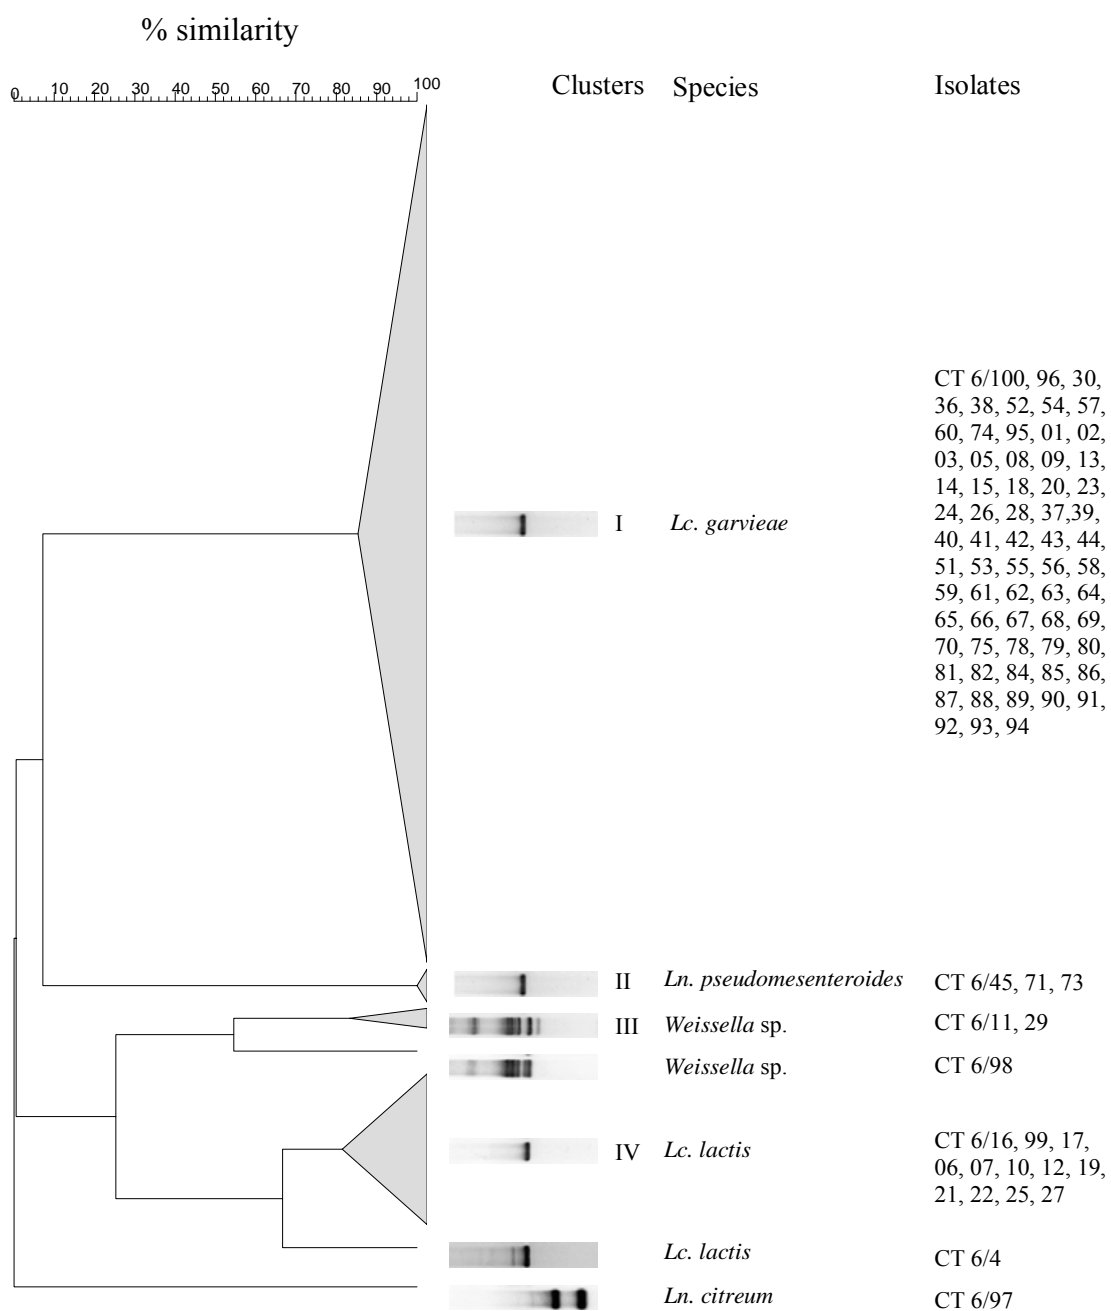 % similarity
0 10 20 30 40 50 60 70 80 90 100
Clusters Species Isolates
CT 6/100, 96, 30,
36, 38, 52, 54, 57,
60, 74, 95, 01, 02,
03, 05, 08, 09, 13,
14, 15, 18, 20, 23,
I Lc. garvieae 24, 26, 28, 37,39,
40, 41, 42, 43, 44,
51, 53, 55, 56, 58,
59, 61, 62, 63, 64,
65, 66, 67, 68, 69,
70, 75, 78, 79, 80,
81, 82, 84, 85, 86,
87, 88, 89, 90, 91,
92, 93, 94
II Ln. pseudomesenteroides CT 6/45, 71, 73
III Weissella sp. CT 6/11, 29
Weissella sp. CT 6/98
IV Lc. lactis CT 6/16, 99, 17,
06, 07, 10, 12, 19,
21, 22, 25, 27
Lc. lactis CT 6/4
Ln. citreum CT 6/97